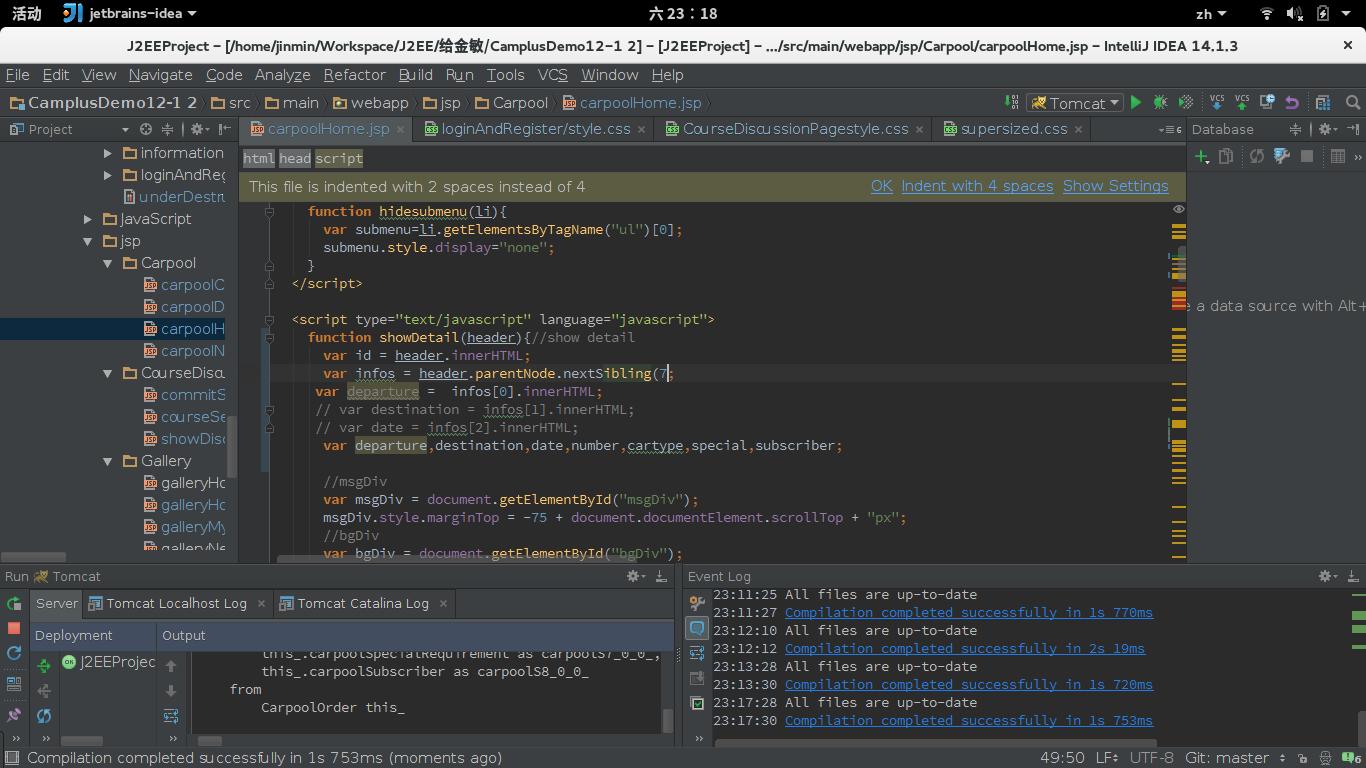 活动 jetbrains-idea 六 23：18 zh
J2EEProject – [/home/jinmin/Workspace/J2EE/给金敏/CamplusDemo12-1 2] – [J2EEProject] – .../src/main/webapp/jsp/Carpool/carpoolHome.jsp – IntelliJ IDEA 14.1.3
File Edit View Navigate Code Analyze Refactor Build Run Tools VCS Window Help
CamplusDemo12-1 2 src main webapp jsp Carpool carpoolHome.jsp Tomcat VCS VCS
Project carpoolHome.jsp loginAndRegister/style.css CourseDiscussionPagestyle.css supersized.css Database
html head script
This file is indented with 2 spaces instead of 4 OK Indent with 4 spaces Show Settings
information
loginAndReg
underDestru
JavaScript
jsp
Carpool
carpoolC
carpoolD
carpoolH
carpoolN
CourseDiscu
commitS
courseSe
showDisc
Gallery
galleryHc
galleryHo
galleryMy
galleryNe
function hidesubmenu(li){
var submenu=li.getElementsByTagName("ul")[0];
submenu.style.display="none";
}
</script>
<script type="text/javascript" language="javascript">
function showDetail(header){//show detail
var id = header.innerHTML;
var infos = header.parentNode.nextSibling(7;
var departure =  infos[0].innerHTML;
// var destination = infos[1].innerHTML;
// var date = infos[2].innerHTML;
var departure,destination,date,number,cartype,special,subscriber;
//msgDiv
var msgDiv = document.getElementById("msgDiv");
msgDiv.style.marginTop = -75 + document.documentElement.scrollTop + "px";
//bgDiv
var bgDiv = document.getElementById("bgDiv");
e a data source with Alt+
Run Tomcat
Server Tomcat Localhost Log Tomcat Catalina Log
Deployment Output
J2EEProjec
this_.carpoolSpecialRequirement as carpoolS7_0_0_,
this_.carpoolSubscriber as carpoolS8_0_0_
from
CarpoolOrder this_
Event Log
23:11:25 All files are up-to-date
23:11:27 Compilation completed successfully in 1s 770ms
23:12:10 All files are up-to-date
23:12:12 Compilation completed successfully in 2s 19ms
23:13:28 All files are up-to-date
23:13:30 Compilation completed successfully in 1s 720ms
23:17:28 All files are up-to-date
23:17:30 Compilation completed successfully in 1s 753ms
Compilation completed successfully in 1s 753ms (moments ago) 49:50 LF UTF-8 Git: master